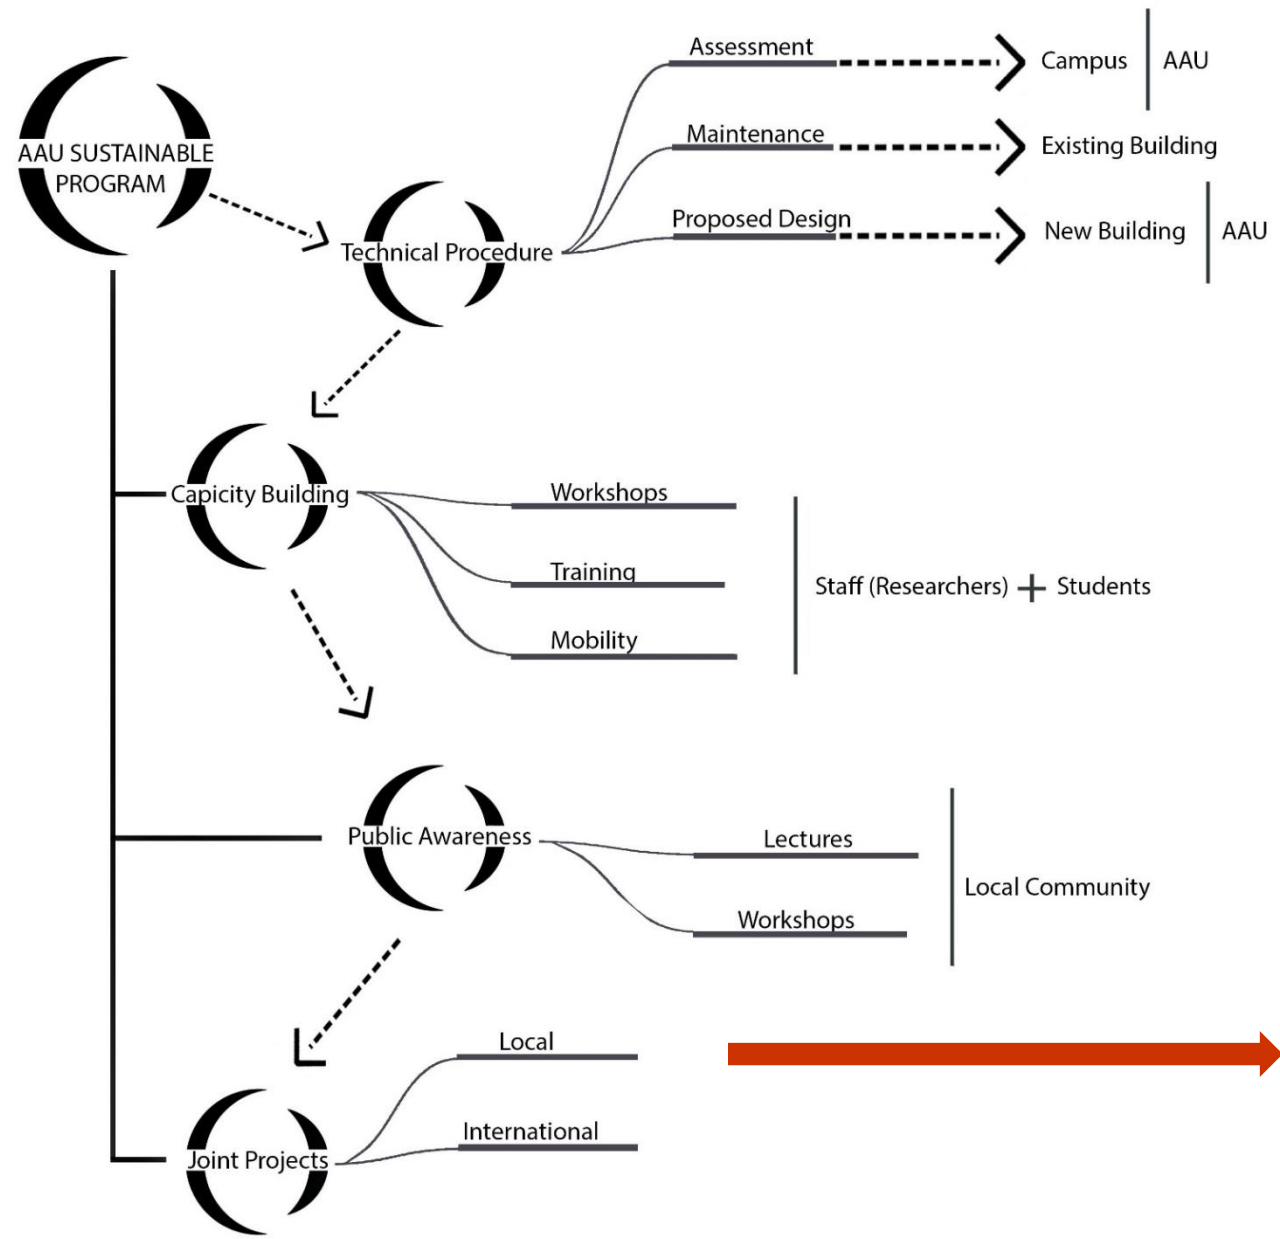 AAU SUSTAINABLE
PROGRAM
Technical Procedure
Assessment
Campus
AAU
Maintenance
Existing Building
Proposed Design
New Building
AAU
Capicity Building
Workshops
Training
Mobility
Staff (Researchers) + Students
Public Awareness
Lectures
Workshops
Local Community
Joint Projects
Local
International